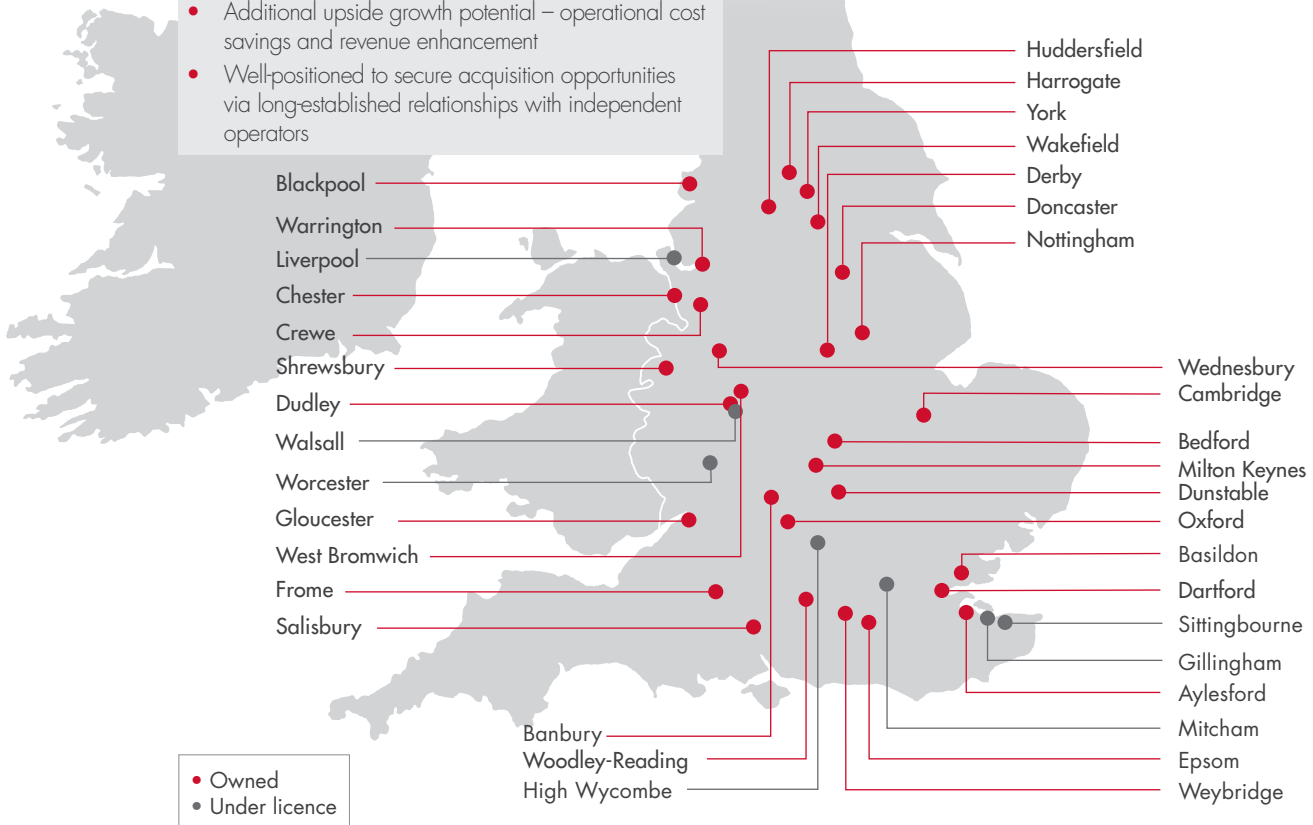 • Additional upside growth potential – operational cost
savings and revenue enhancement
• Well-positioned to secure acquisition opportunities
via long-established relationships with independent
operators
Huddersfield
Harrogate
York
Wakefield
Derby
Doncaster
Nottingham
Blackpool
Warrington
Liverpool
Chester
Crewe
Shrewsbury
Dudley
Walsall
Worcester
Gloucester
West Bromwich
Frome
Salisbury
Wednesbury
Cambridge
Bedford
Milton Keynes
Dunstable
Oxford
Basildon
Dartford
Sittingbourne
Gillingham
Aylesford
Mitcham
Epsom
Weybridge
Banbury
Woodley-Reading
High Wycombe
• Owned
• Under licence